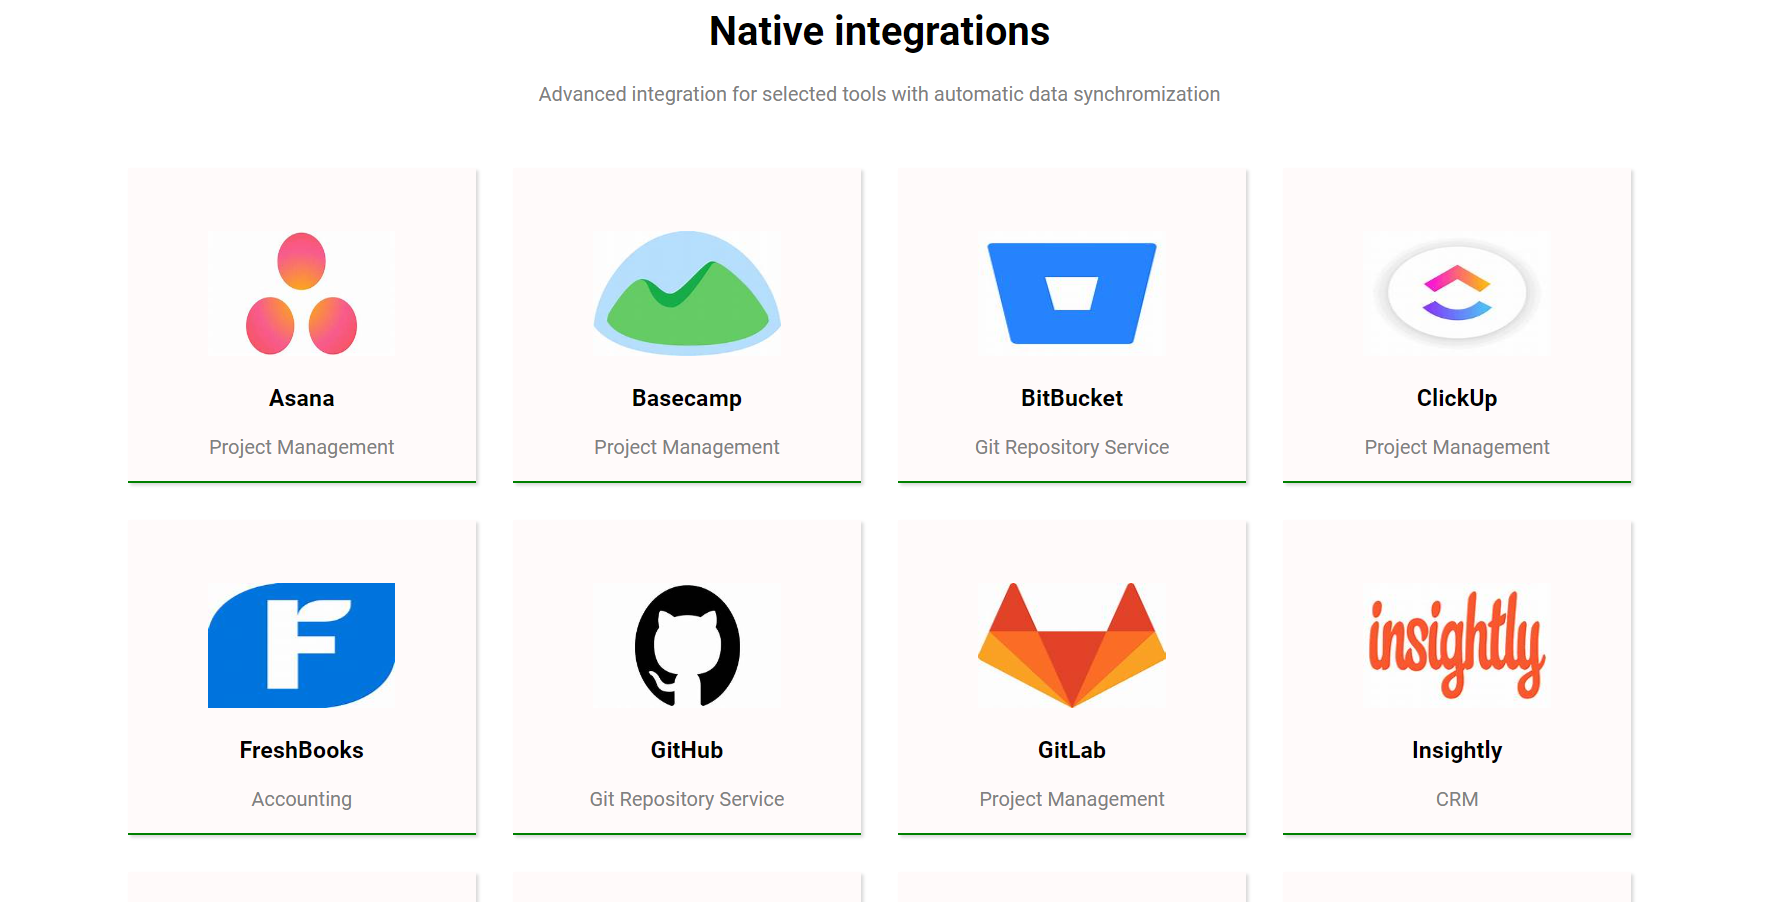 Native integrations
Advanced integration for selected tools with automatic data synchromization
Asana
Project Management
Basecamp
Project Management
BitBucket
Git Repository Service
ClickUp
Project Management
F
FreshBooks
Accounting
GitHub
Git Repository Service
GitLab
Project Management
insightly
Insightly
CRM